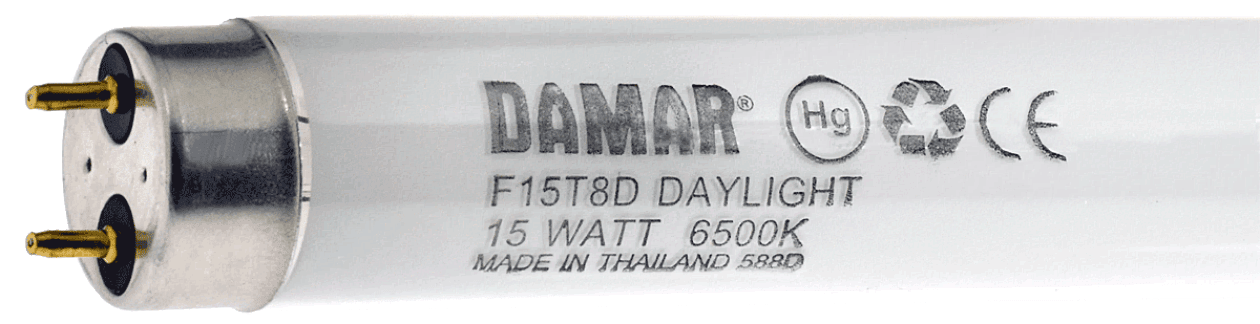 DAMAR® Hg CE
F15T8D DAYLIGHT
15 WATT 6500K
MADE IN THAILAND 588D